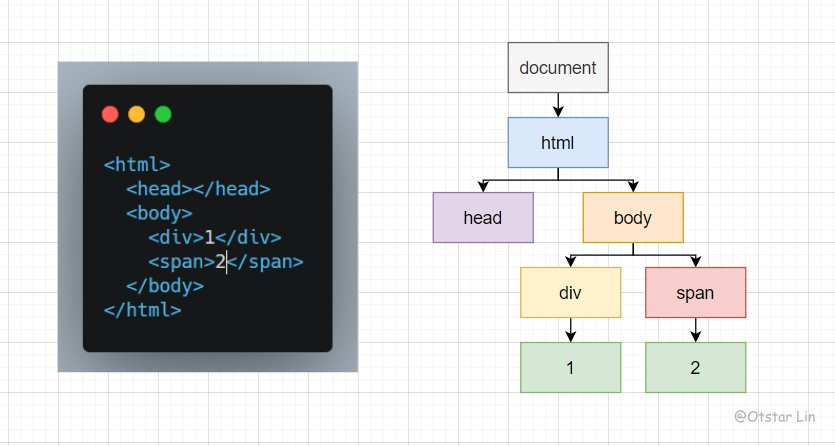 <html>
<head></head>
<body>
<div>1</div>
<span>2</span>
</body>
</html>
document
html
head
body
div
span
1
2
@Otstar Lin